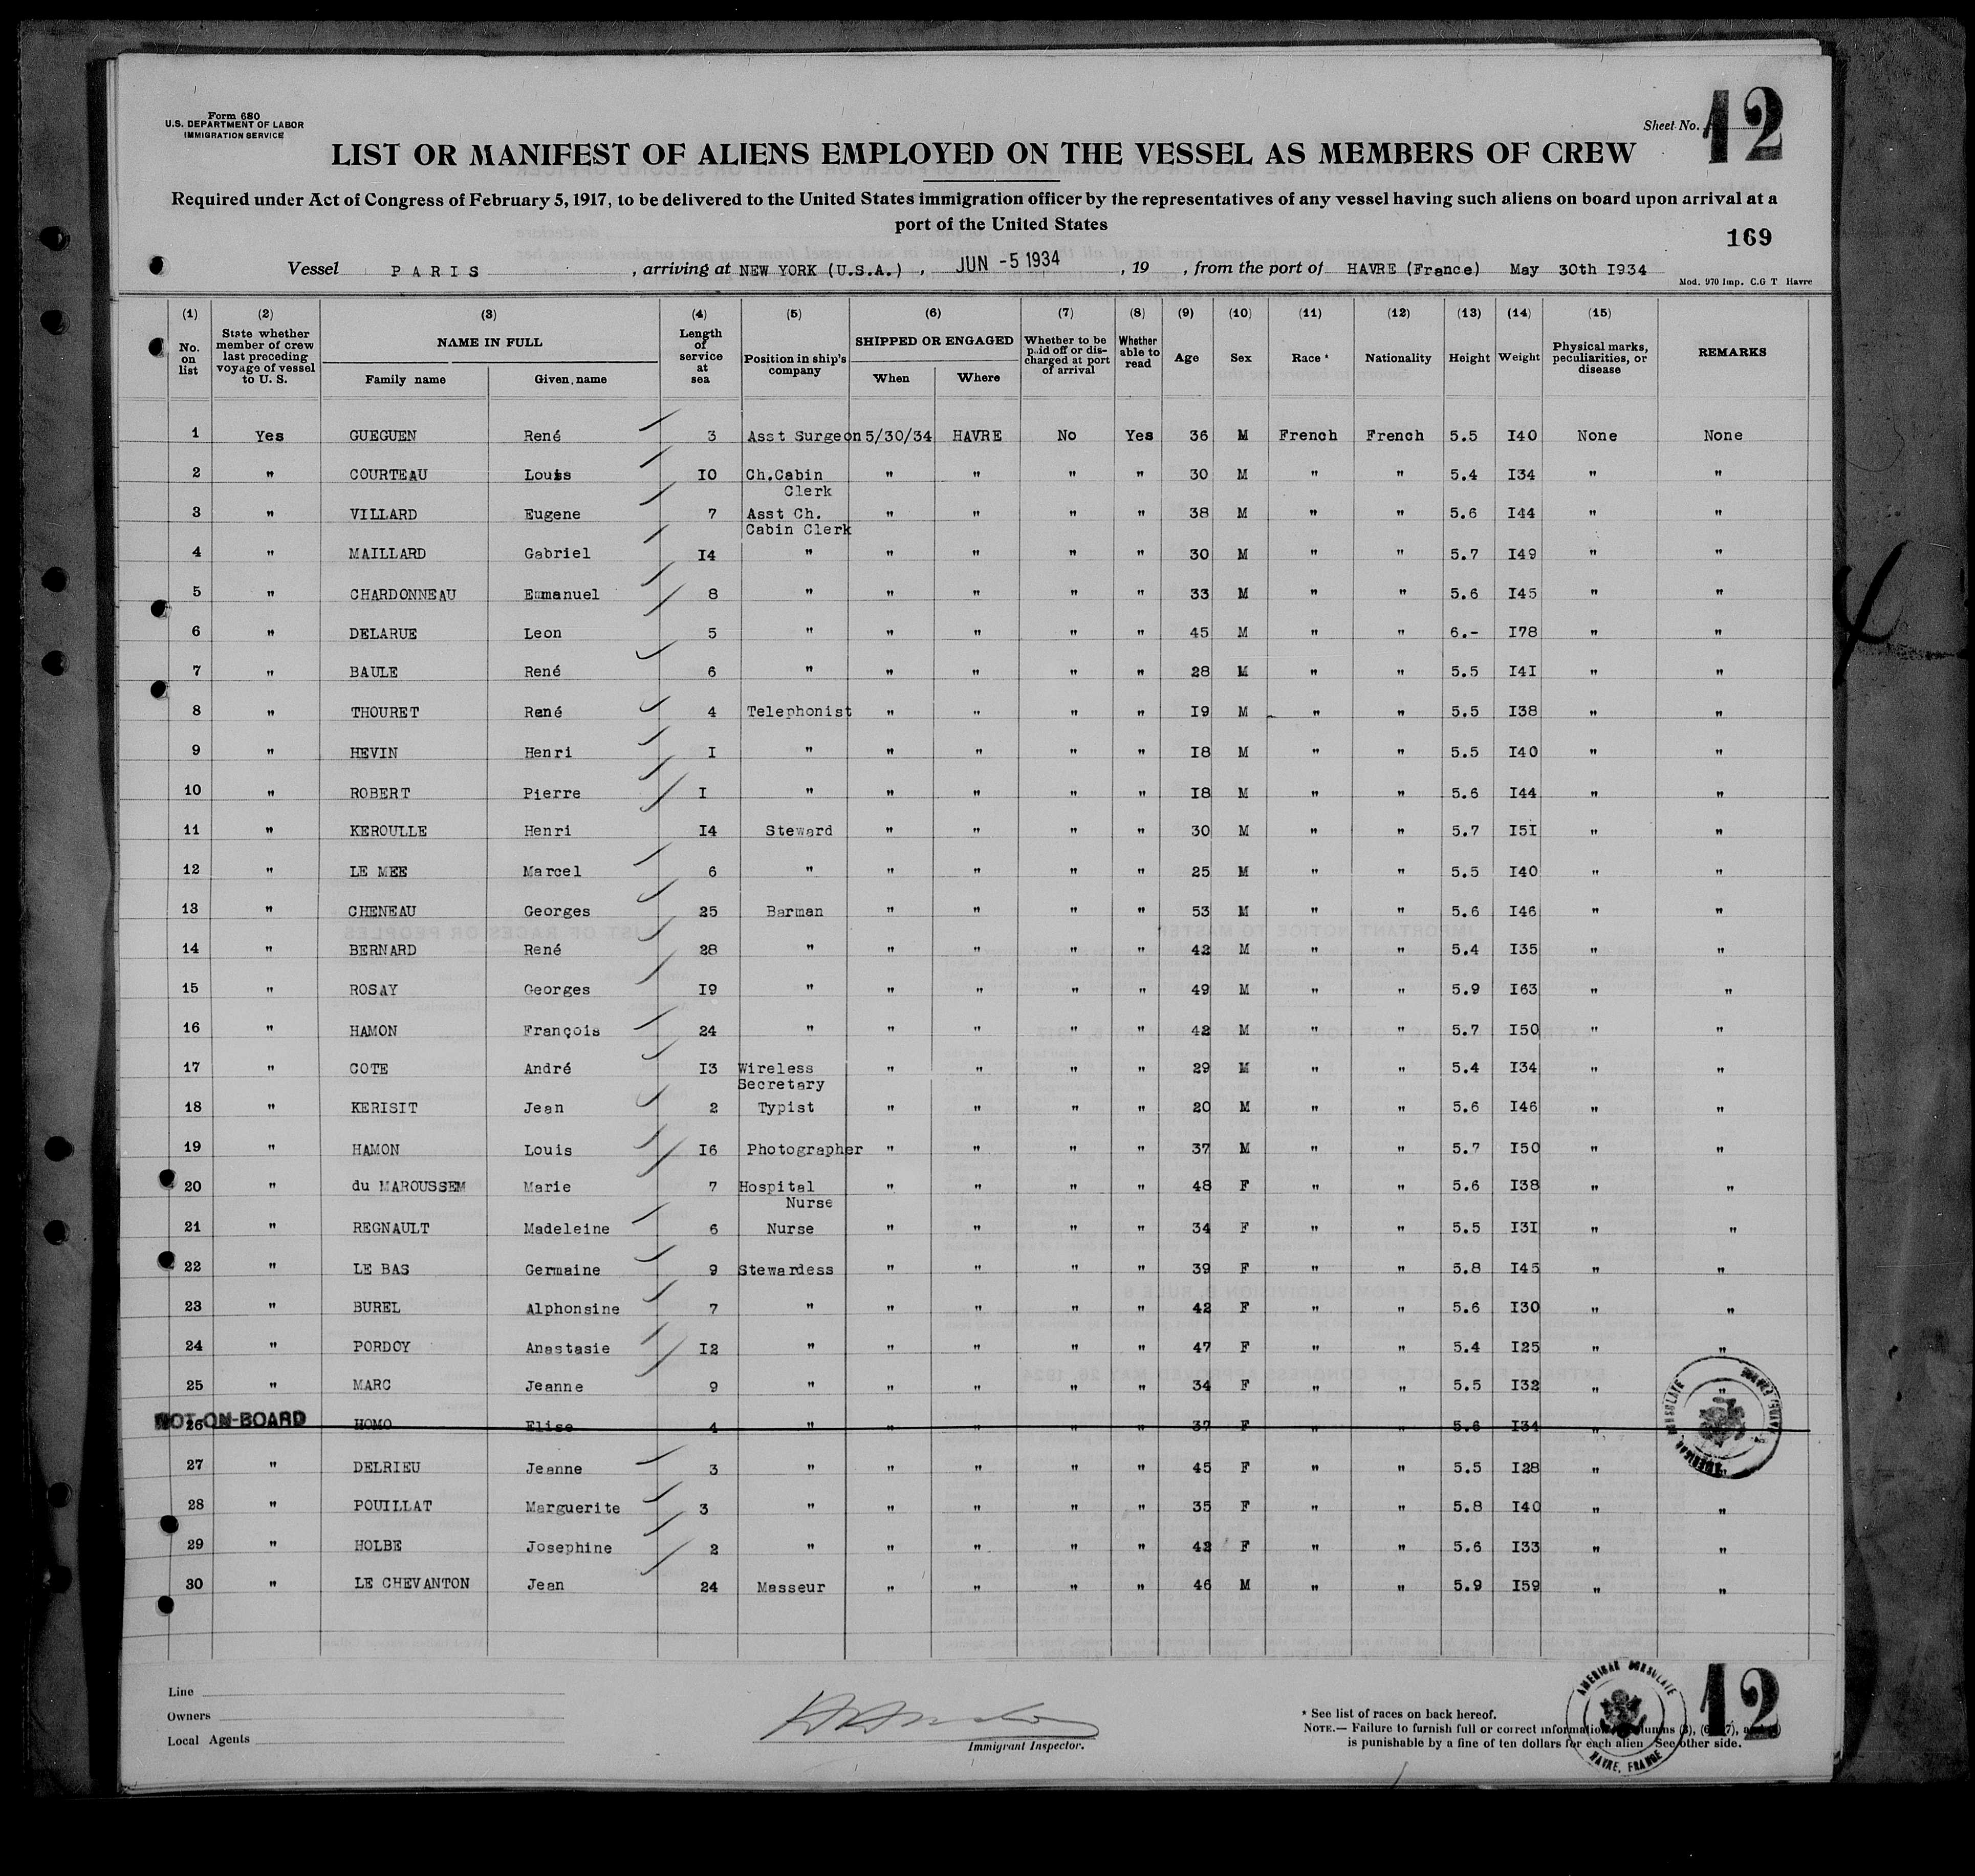 Form 680
U.S. DEPARTMENT OF LABOR
IMMIGRATION SERVICE
Sheet No. 12
LIST OR MANIFEST OF ALIENS EMPLOYED ON THE VESSEL AS MEMBERS OF CREW
Required under Act of Congress of February 5, 1917, to be delivered to the United States immigration officer by the representatives of any vessel having such aliens on board upon arrival at a
port of the United States
169
Vessel PARIS , arriving at NEW YORK (U.S.A.) , JUN -5 1934 , 19 , from the port of HAVRE (France) May 30th I934
Mod. 970 Imp. C.G T Havre
(1) (2) (3) (4) (5) (6) (7) (8) (9) (10) (11) (12) (13) (14) (15)
No. on list State whether member of crew last preceding voyage of vessel to U. S. NAME IN FULL Family name Given name Length of service at sea Position in ship's company SHIPPED OR ENGAGED When Where Whether to be paid off or discharged at port of arrival Whether able to read Age Sex Race * Nationality Height Weight Physical marks, peculiarities, or disease REMARKS
1 Yes GUEGUEN René 3 Asst Surgeon 5/30/34 HAVRE No Yes 36 M French French 5.5 I40 None None
2 " COURTEAU Louis I0 Ch.Cabin Clerk " " " " 30 M " " 5.4 I34 " "
3 " VILLARD Eugene 7 Asst Ch. Cabin Clerk " " " " 38 M " " 5.6 I44 " "
4 " MAILLARD Gabriel I4 " " " " " 30 M " " 5.7 I49 " "
5 " CHARDONNEAU Emmanuel 8 " " " " " 33 M " " 5.6 I45 " "
6 " DELARUE Leon 5 " " " " " 45 M " " 6.- I78 " "
7 " BAULE René 6 " " " " " 28 M " " 5.5 I4I " "
8 " THOURET René 4 Telephonist " " " " I9 M " " 5.5 I38 " "
9 " HEVIN Henri I " " " " " I8 M " " 5.5 I40 " "
10 " ROBERT Pierre I " " " " " I8 M " " 5.6 I44 " "
11 " KEROULLE Henri I4 Steward " " " " 30 M " " 5.7 I5I " "
12 " LE MEE Marcel 6 " " " " " 25 M " " 5.5 I40 " "
13 " CHENEAU Georges 25 Barman " " " " 53 M " " 5.6 I46 " "
14 " BERNARD René 28 " " " " " 42 M " " 5.4 I35 " "
15 " ROSAY Georges I9 " " " " " 49 M " " 5.9 I63 " "
16 " HAMON François 24 " " " " " 42 M " " 5.7 I50 " "
17 " COTE André I3 Wireless Secretary " " " " 29 M " " 5.4 I34 " "
18 " KERISIT Jean 2 Typist " " " " 20 M " " 5.6 I46 " "
19 " HAMON Louis I6 Photographer " " " " 37 M " " 5.7 I50 " "
20 " du MAROUSSEM Marie 7 Hospital Nurse " " " " 48 F " " 5.6 I38 " "
21 " REGNAULT Madeleine 6 Nurse " " " " 34 F " " 5.5 I3I " "
22 " LE BAS Germaine 9 Stewardess " " " " 39 F " " 5.8 I45 " "
23 " BUREL Alphonsine 7 " " " " " 42 F " " 5.6 I30 " "
24 " PORDOY Anastasie I2 " " " " " 47 F " " 5.4 I25 " "
25 " MARC Jeanne 9 " " " " " 34 F " " 5.5 I32 " "
26 NOT ON-BOARD HOMO Elise 4 " " " " " 37 F " " 5.6 I34 "
27 " DELRIEU Jeanne 3 " " " " " 45 F " " 5.5 I28 "
28 " POUILLAT Marguerite 3 " " " " " 35 F " " 5.8 I40 " "
29 " HOLBE Josephine 2 " " " " " 42 F " " 5.6 I33 " "
30 " LE CHEVANTON Jean 24 Masseur " " " " 46 M " " 5.9 I59 " "
Line
Owners
Local Agents
Immigrant Inspector.
* See list of races on back hereof.
NOTE.— Failure to furnish full or correct information columns (3), (6), (7), and
is punishable by a fine of ten dollars for each alien See other side.
AMERICAN CONSULATE
HAVRE, FRANCE
12